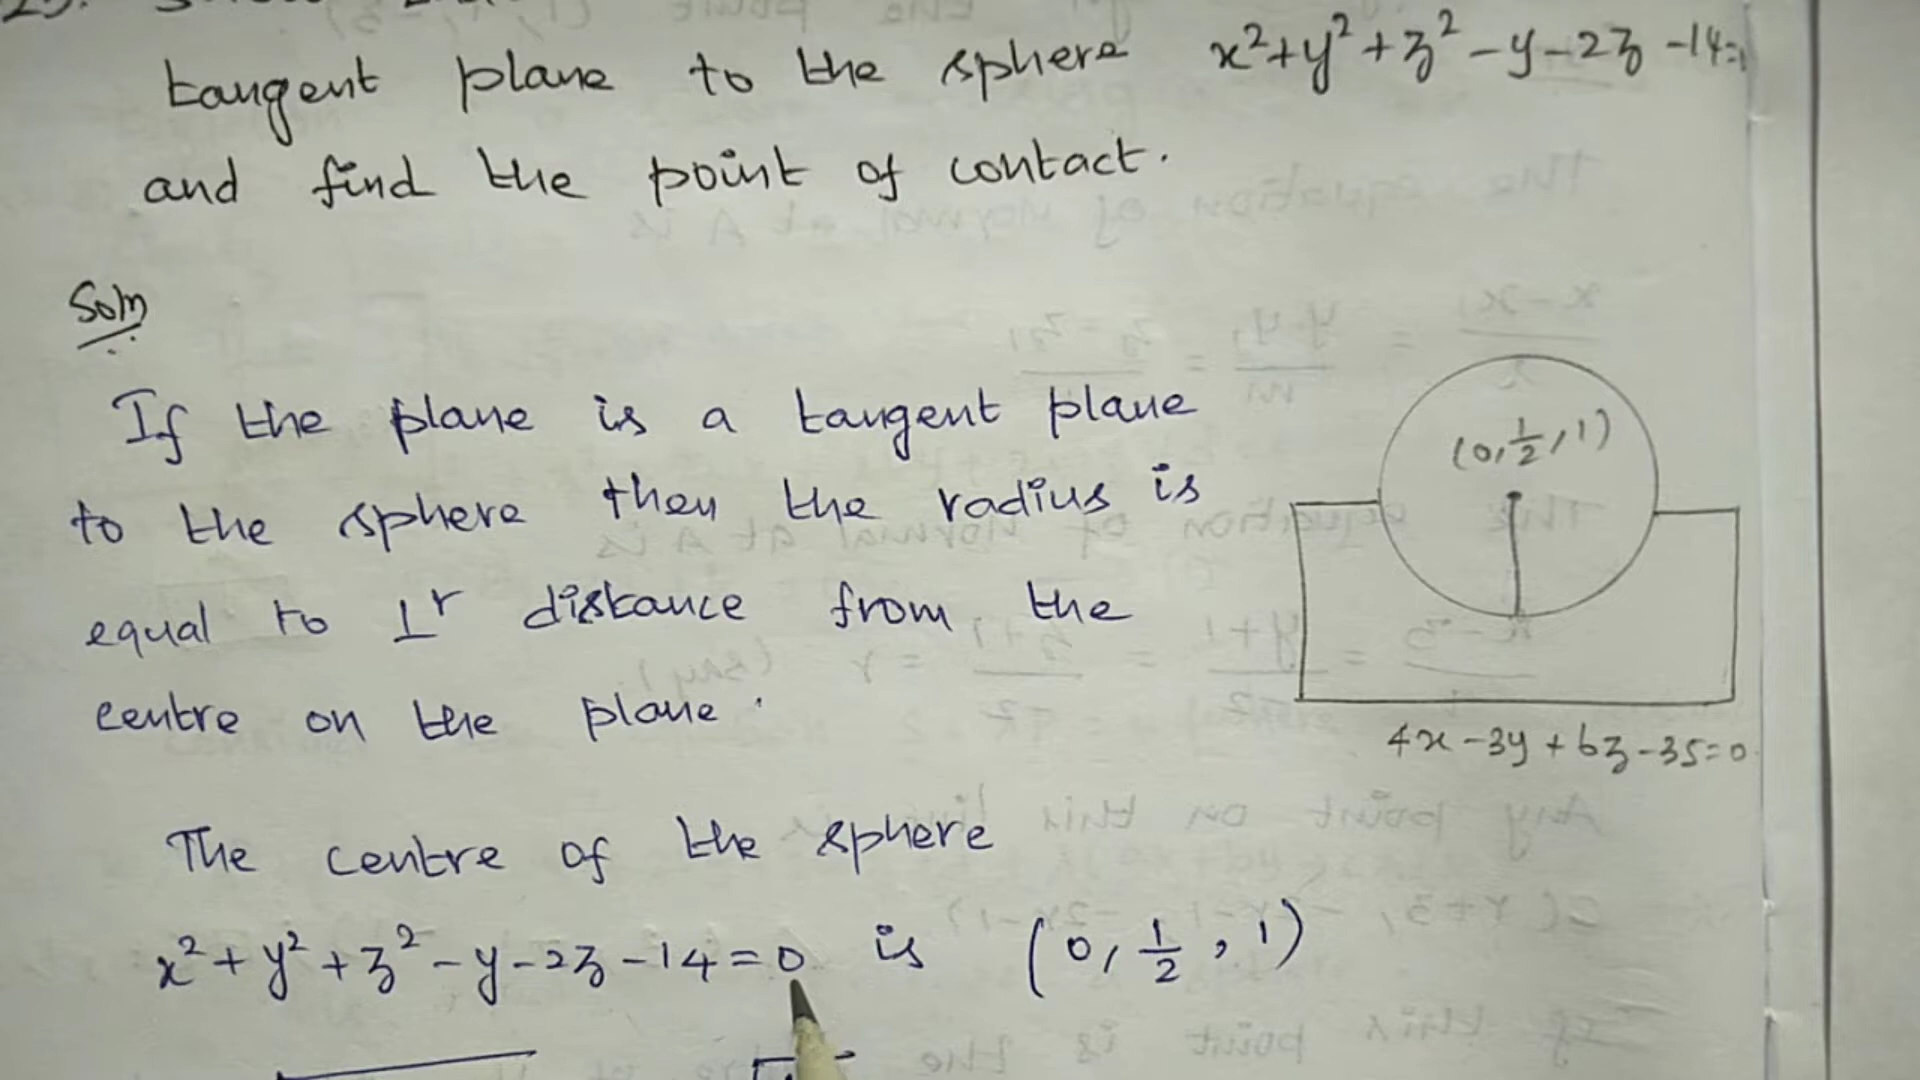 tangent plane to the sphere x²+y²+z²-y-2z-14=
and find the point of contact.
Soln
If the plane is a tangent plane
to the sphere then the radius is
equal to ⊥r distance from the
centre on the plane.
(0,1/2,1)
4x-3y+6z-35=0
The centre of the sphere
x²+y²+z²-y-2z-14=0 is (0,1/2,1)